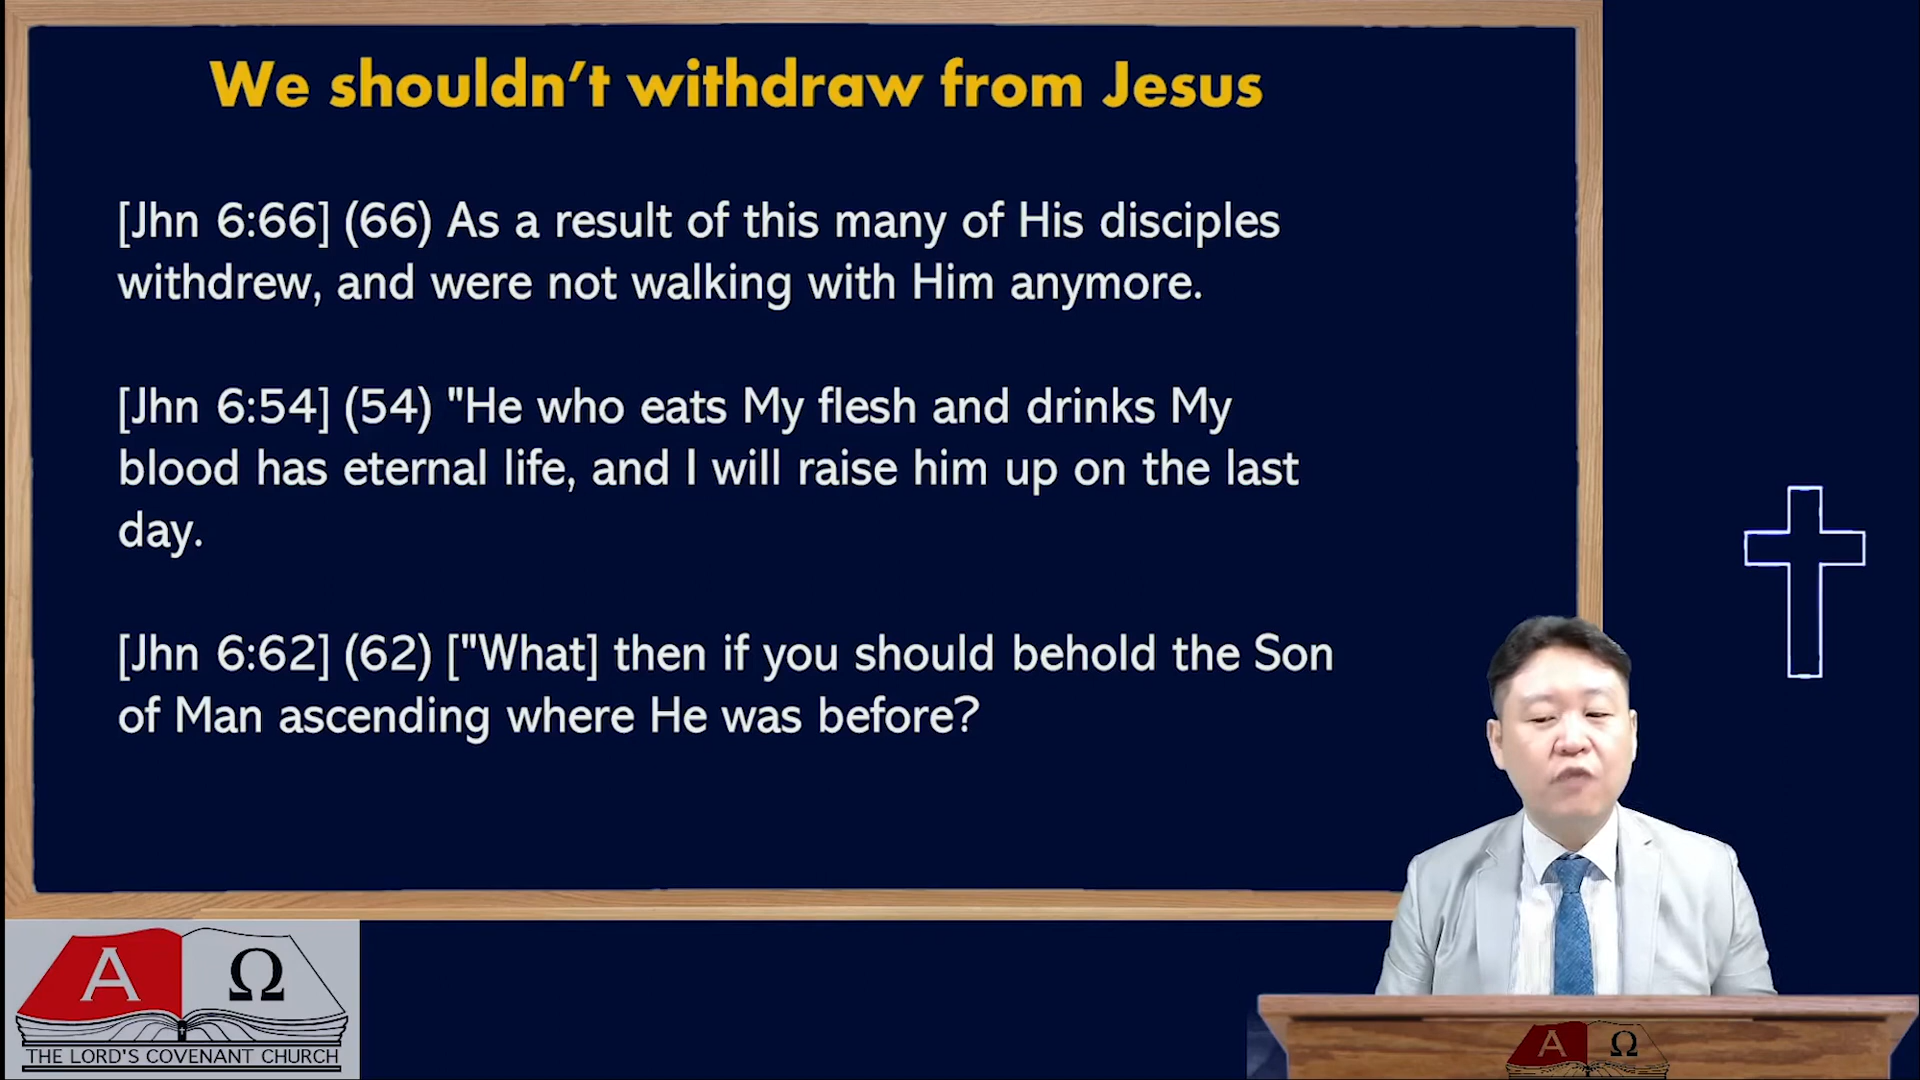 We shouldn’t withdraw from Jesus
[Jhn 6:66] (66) As a result of this many of His disciples
withdrew, and were not walking with Him anymore.
[Jhn 6:54] (54) "He who eats My flesh and drinks My
blood has eternal life, and I will raise him up on the last
day.
[Jhn 6:62] (62) ["What] then if you should behold the Son
of Man ascending where He was before?
Α Ω
THE LORD'S COVENANT CHURCH
Α Ω